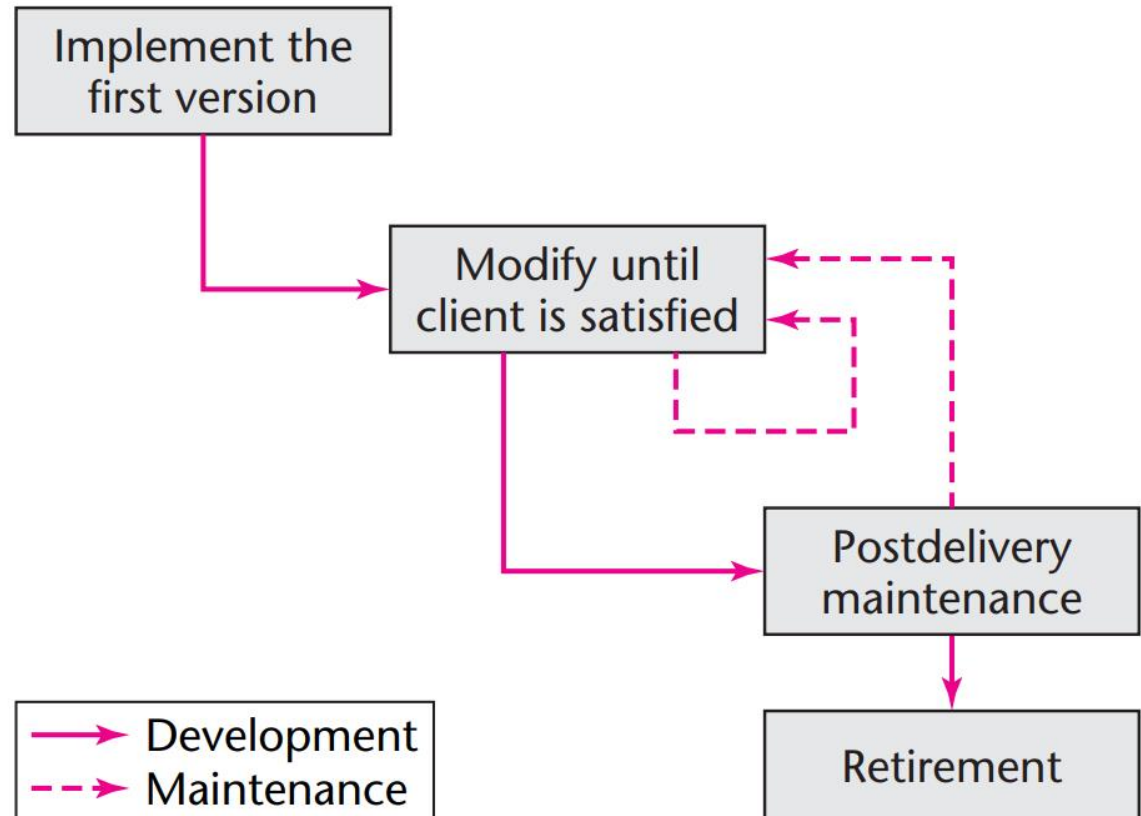 Implement the
first version
Modify until
client is satisfied
Postdelivery
maintenance
Development
Maintenance
Retirement